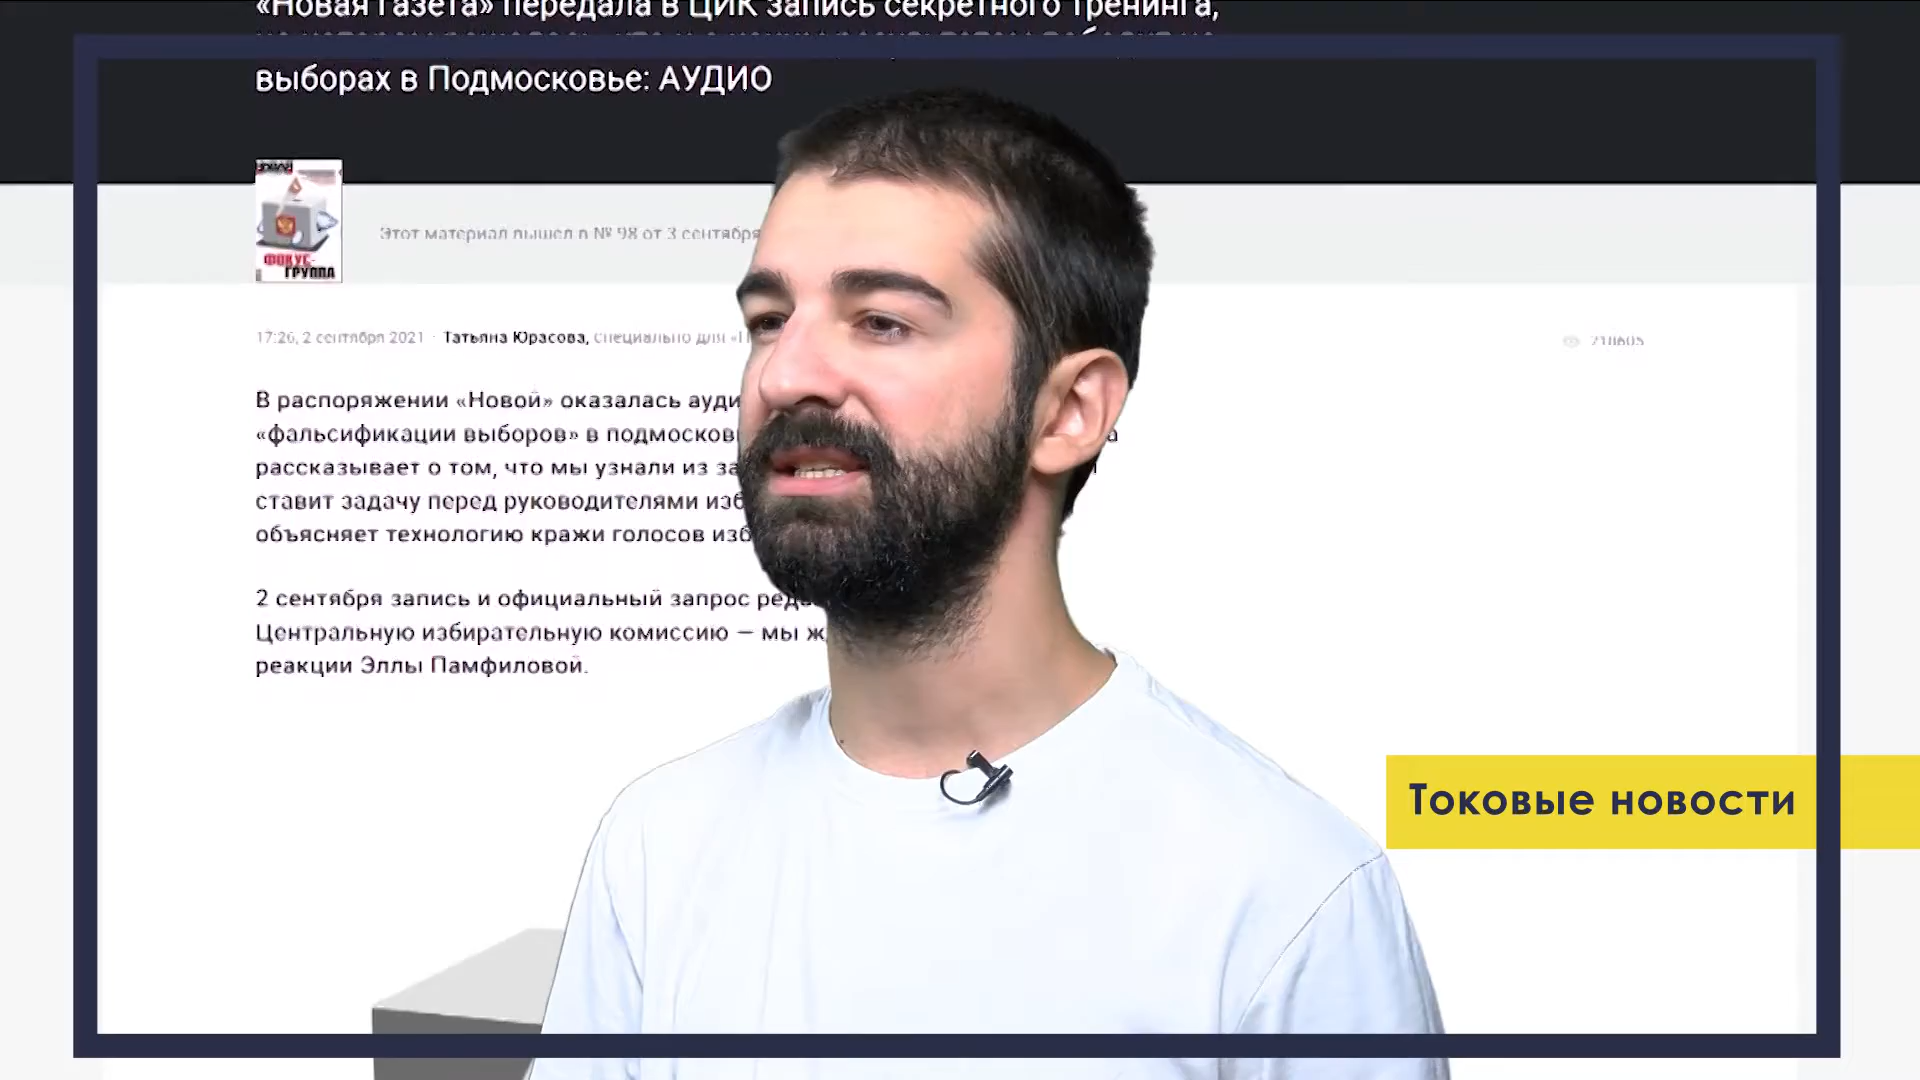 «Новая газета» передала в ЦИК запись секретного тренинга,
выборах в Подмосковье: АУДИО
ФОКУС-
ГРУППА
Этот материал вышел в № 98 от 3 сентября
17:26, 2 сентября 2021 · Татьяна Юрасова, специально для
218605
В распоряжении «Новой» оказалась ауди
«фальсификации выборов» в подмосков
рассказывает о том, что мы узнали из за
ставит задачу перед руководителями изб
объясняет технологию кражи голосов изб
2 сентября запись и официальный запрос реда
Центральную избирательную комиссию — мы ж
реакции Эллы Памфиловой.
Токовые новости